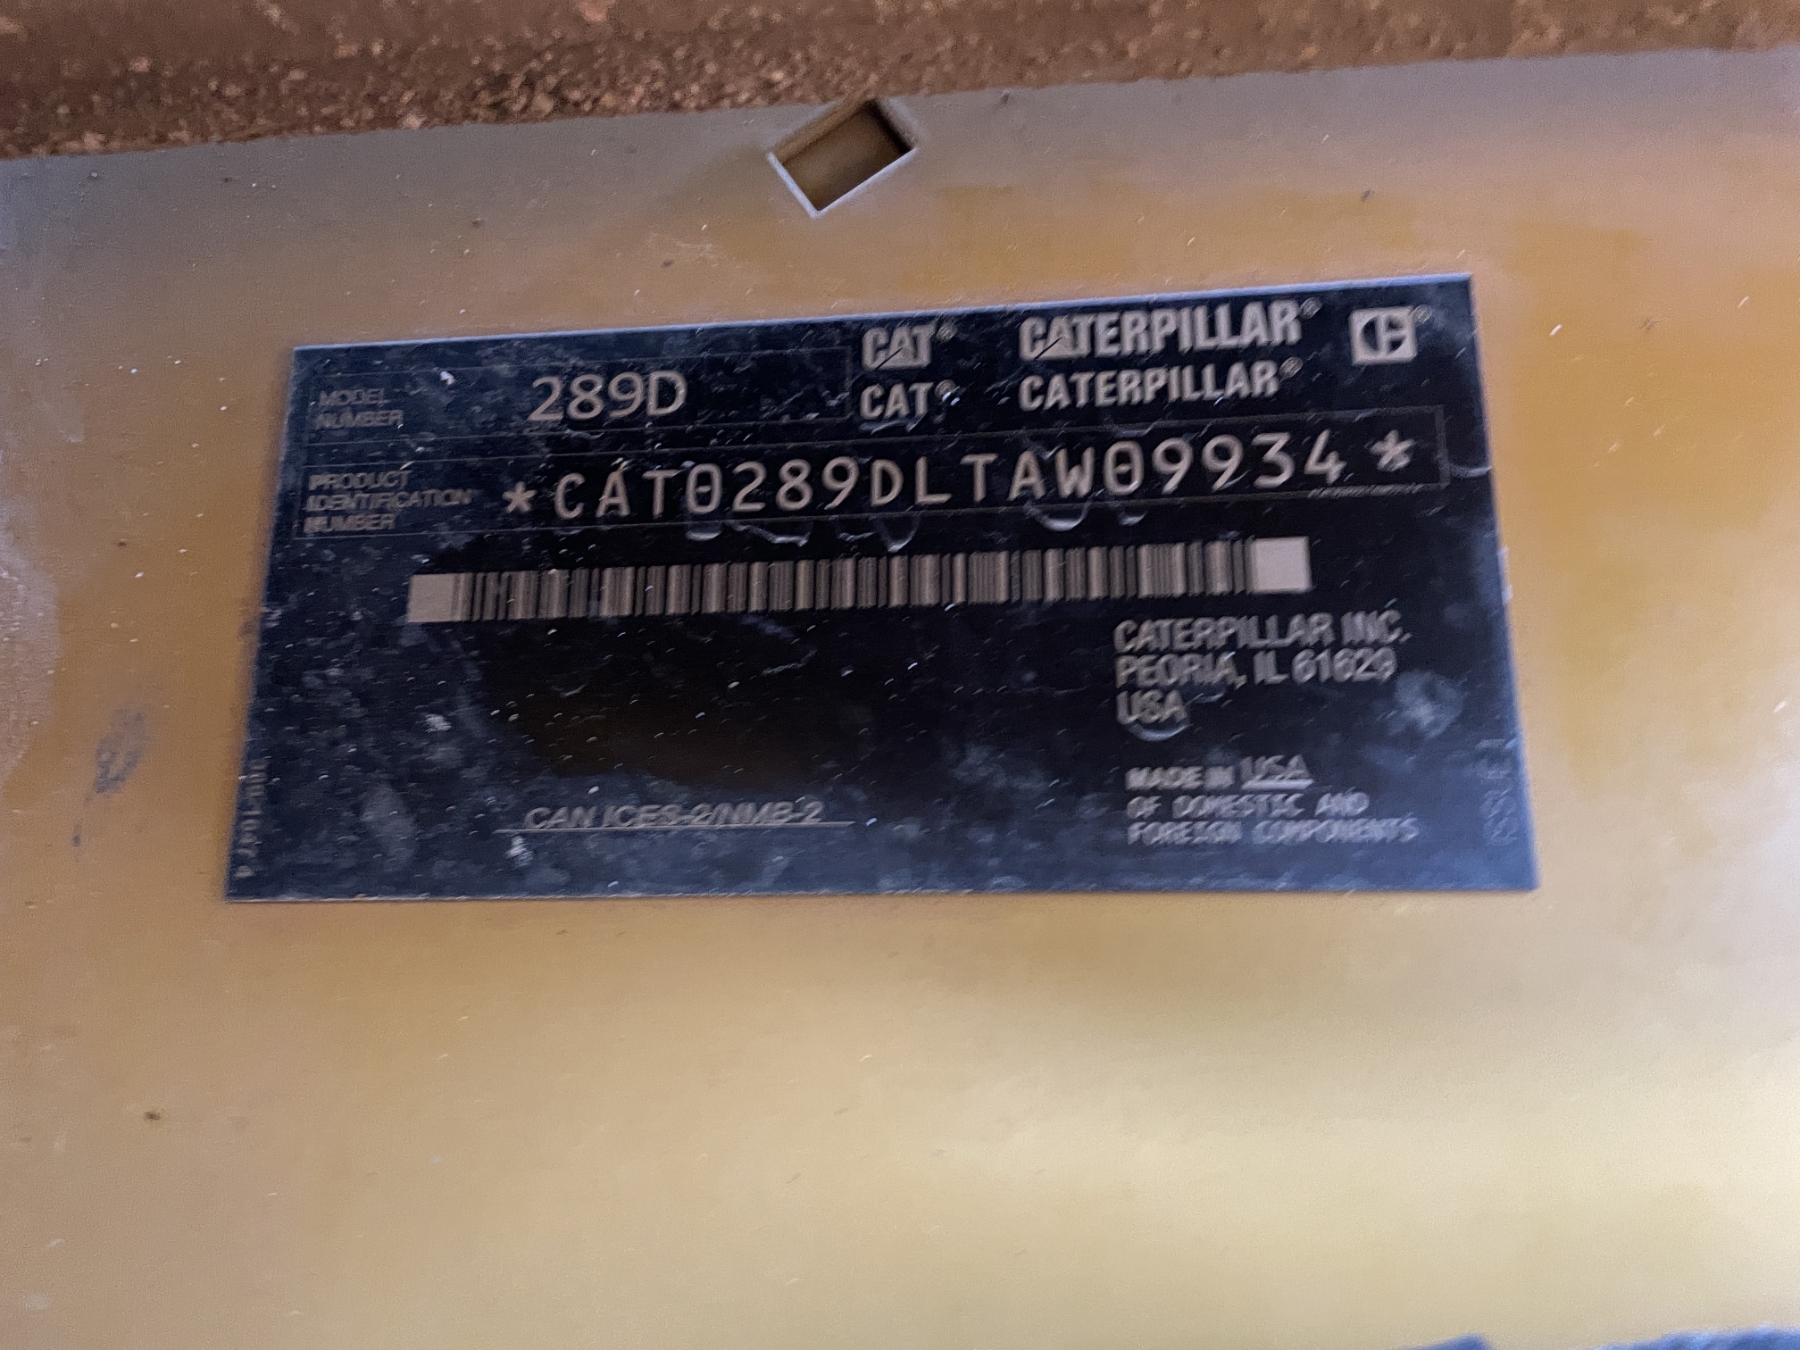 MODEL NUMBER 289D
CAT® CATERPILLAR® C®
CAT® CATERPILLAR®
PRODUCT
IDENTIFICATION
NUMBER
*CAT0289DLTAW09934*
CATERPILLAR INC.
PEORIA, IL 61629
USA
MADE IN USA
OF DOMESTIC AND
FOREIGN COMPONENTS
CAN ICES-2/NMB-2